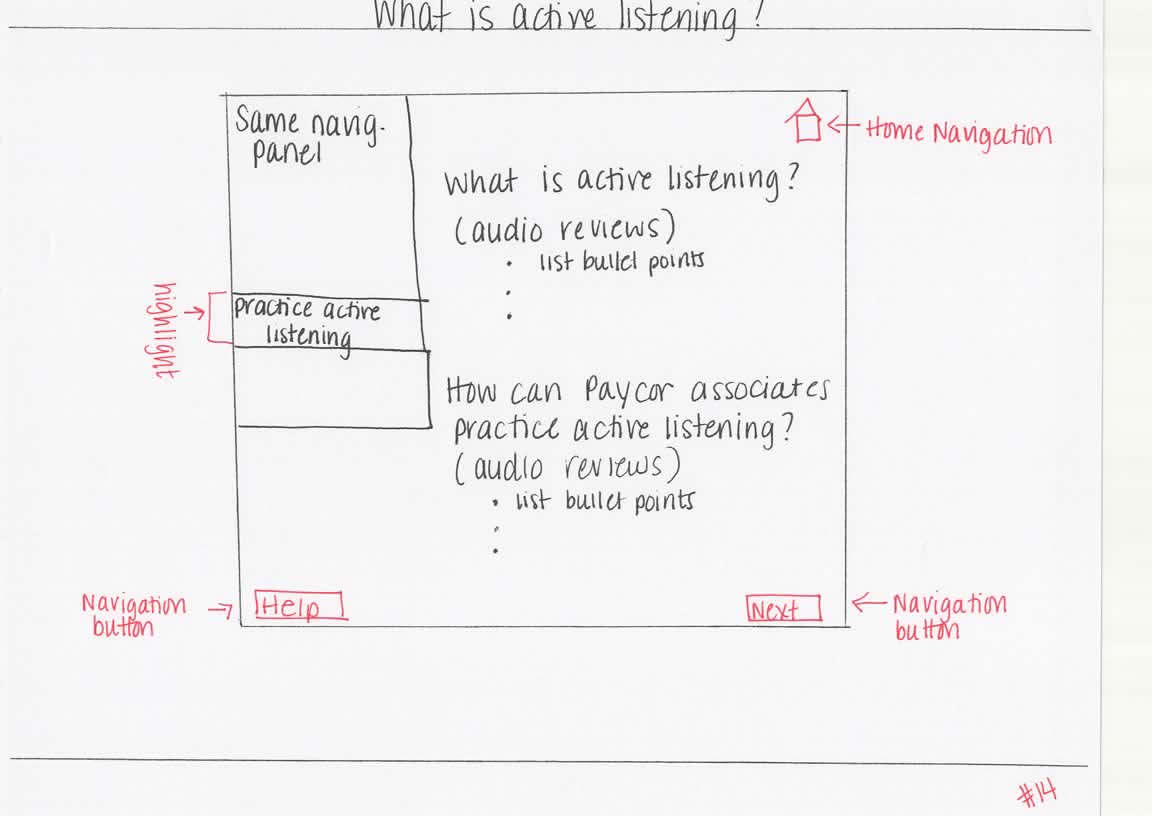 What is active listening?
Same navig.
panel
Home Navigation
What is active listening?
(audio reviews)
• list bullet points
•
•
highlight
practice active
listening
How can Paycor associates
practice active listening?
(audio reviews)
• list bullet points
•
•
Navigation
button
Help
Next
Navigation
button
#14